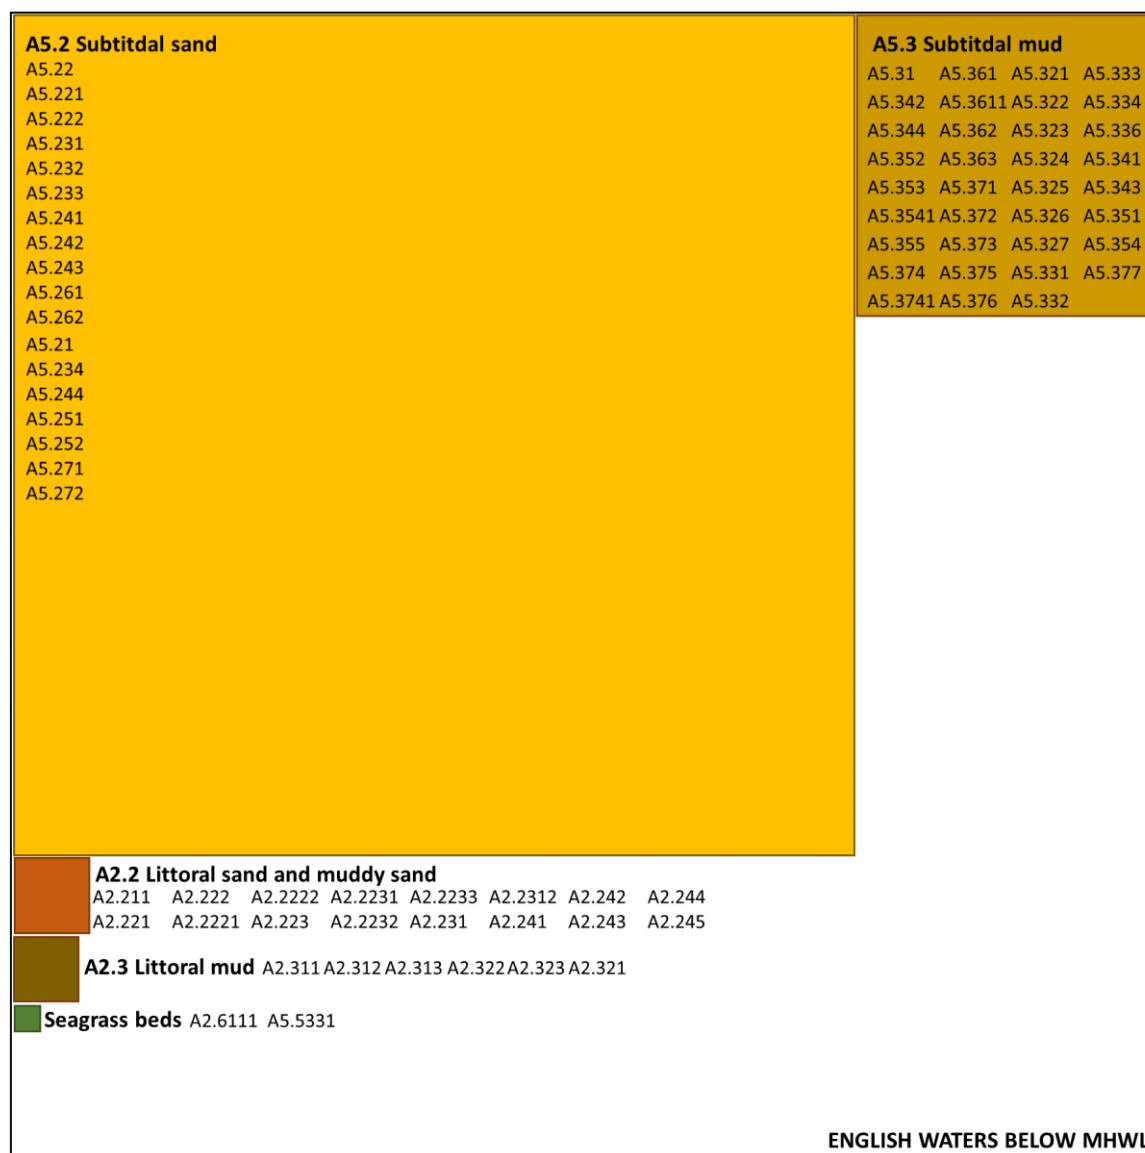 A5.2 Subtitdal sand
A5.22
A5.221
A5.222
A5.231
A5.232
A5.233
A5.241
A5.242
A5.243
A5.261
A5.262
A5.21
A5.234
A5.244
A5.251
A5.252
A5.271
A5.272
A5.3 Subtitdal mud
A5.31 A5.361 A5.321 A5.333
A5.342 A5.3611 A5.322 A5.334
A5.344 A5.362 A5.323 A5.336
A5.352 A5.363 A5.324 A5.341
A5.353 A5.371 A5.325 A5.343
A5.3541 A5.372 A5.326 A5.351
A5.355 A5.373 A5.327 A5.354
A5.374 A5.375 A5.331 A5.377
A5.3741 A5.376 A5.332
A2.2 Littoral sand and muddy sand
A2.211 A2.222 A2.2222 A2.2231 A2.2233 A2.2312 A2.242 A2.244
A2.221 A2.2221 A2.223 A2.2232 A2.231 A2.241 A2.243 A2.245
A2.3 Littoral mud A2.311 A2.312 A2.313 A2.322 A2.323 A2.321
Seagrass beds A2.6111 A5.5331
ENGLISH WATERS BELOW MHWL